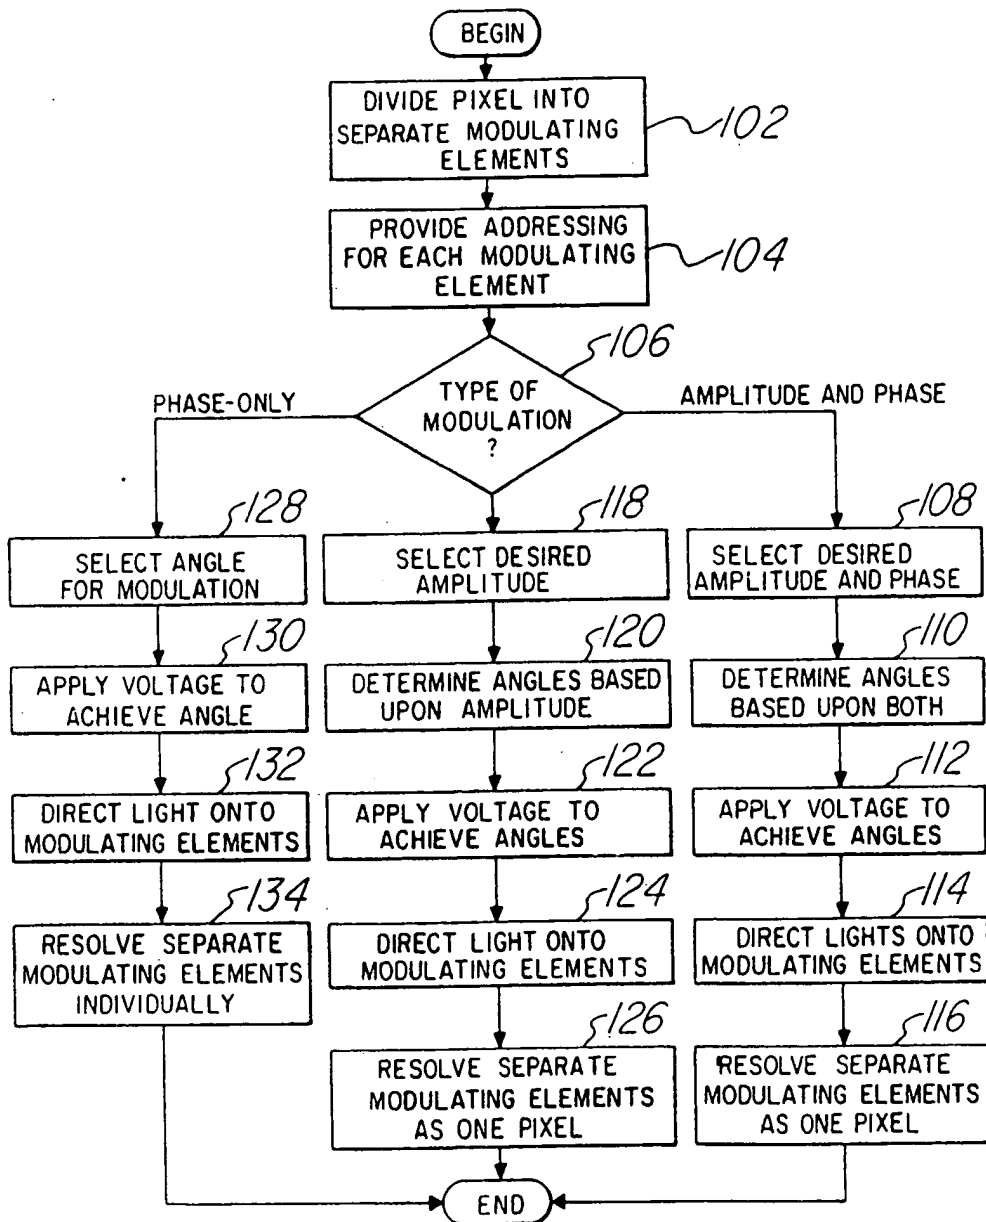 BEGIN
DIVIDE PIXEL INTO
SEPARATE MODULATING
ELEMENTS
102
PROVIDE ADDRESSING
FOR EACH MODULATING
ELEMENT
104
106
TYPE OF
MODULATION
?
PHASE-ONLY
AMPLITUDE AND PHASE
128
SELECT ANGLE
FOR MODULATION
130
APPLY VOLTAGE TO
ACHIEVE ANGLE
132
DIRECT LIGHT ONTO
MODULATING ELEMENTS
134
RESOLVE SEPARATE
MODULATING ELEMENTS
INDIVIDUALLY
118
SELECT DESIRED
AMPLITUDE
120
DETERMINE ANGLES BASED
UPON AMPLITUDE
122
APPLY VOLTAGE TO
ACHIEVE ANGLES
124
DIRECT LIGHT ONTO
MODULATING ELEMENTS
126
RESOLVE SEPARATE
MODULATING ELEMENTS
AS ONE PIXEL
108
SELECT DESIRED
AMPLITUDE AND PHASE
110
DETERMINE ANGLES
BASED UPON BOTH
112
APPLY VOLTAGE TO
ACHIEVE ANGLES
114
DIRECT LIGHTS ONTO
MODULATING ELEMENTS
116
RESOLVE SEPARATE
MODULATING ELEMENTS
AS ONE PIXEL
END